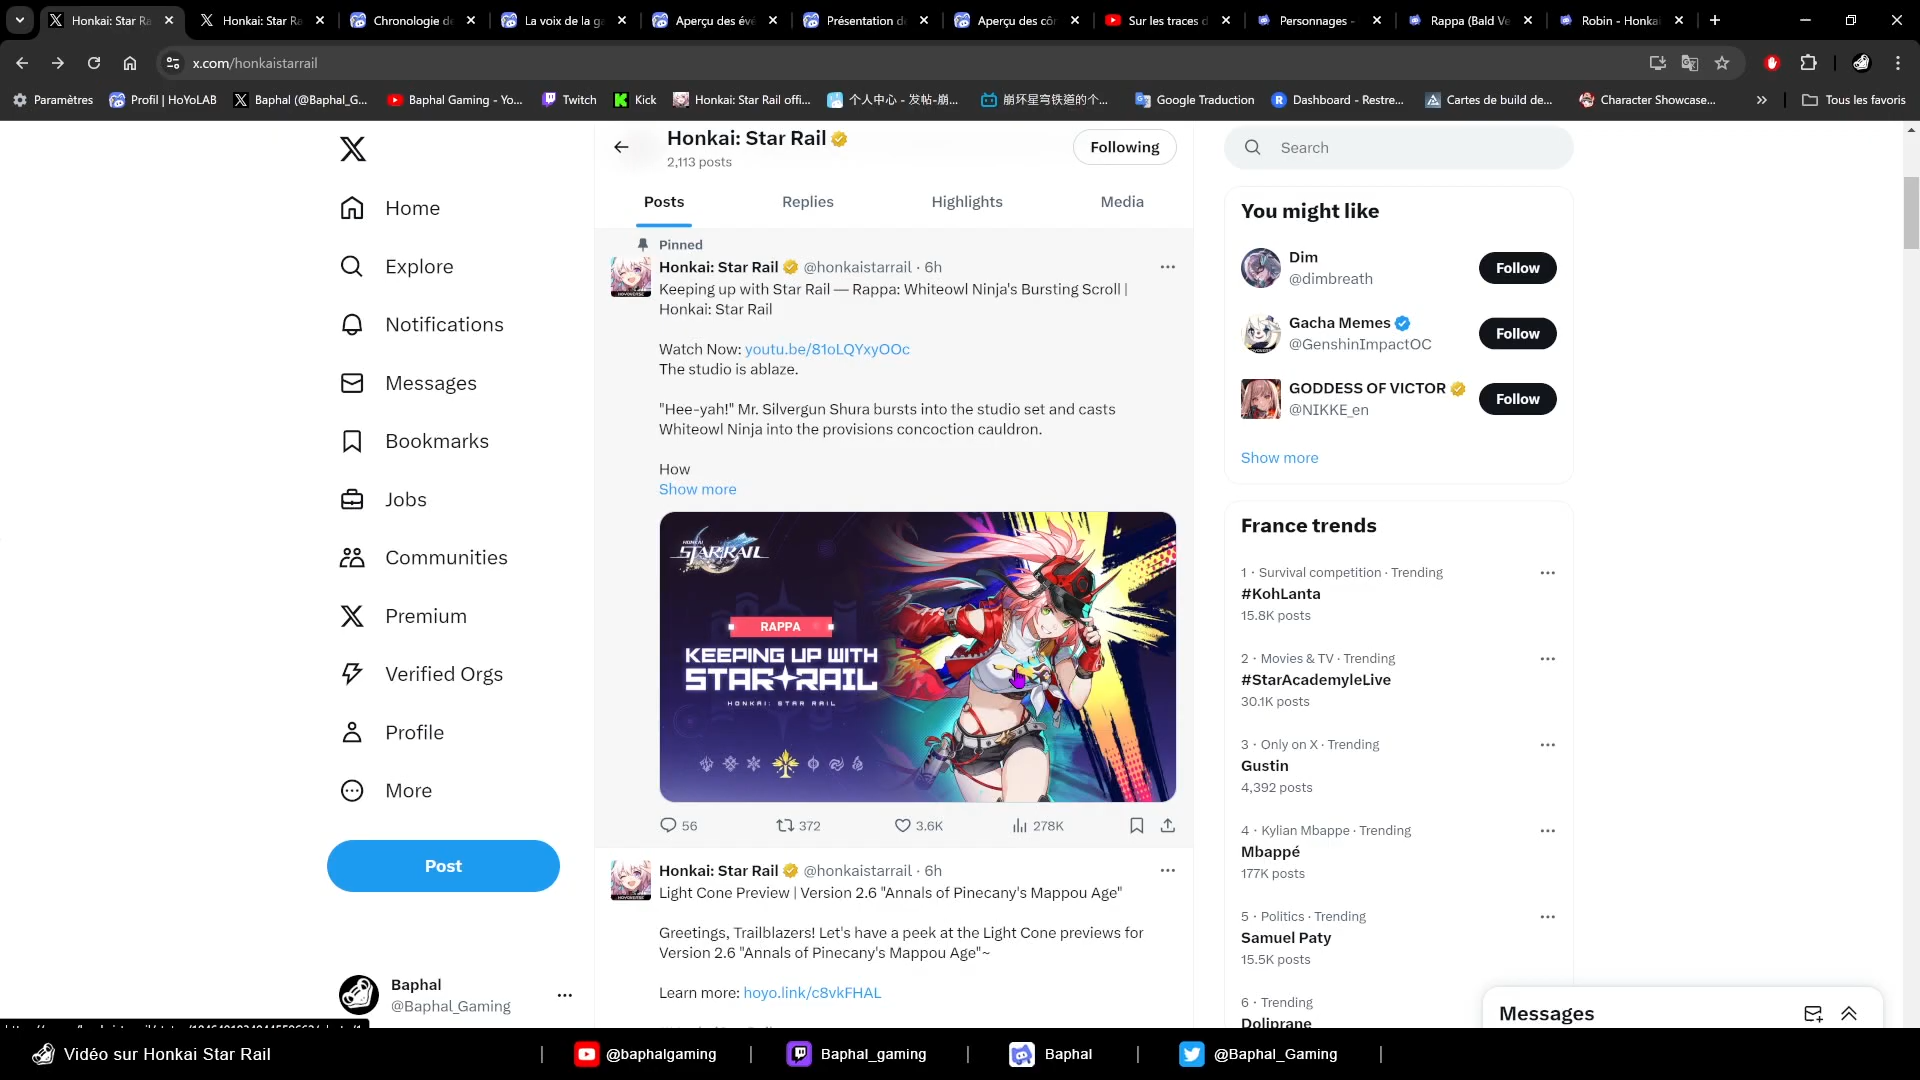 Honkai: Star Ra
Honkai: Star Ra
Chronologie de
La voix de la ga
Aperçu des évé
Présentation de
Aperçu des côn
Sur les traces d
Personnages -
Rappa (Bald Ve
Robin - Honkai
x.com/honkaistarrail
Paramètres
Profil | HoYoLAB
Baphal (@Baphal_G...
Baphal Gaming - Yo...
Twitch
Kick
Honkai: Star Rail offi...
个人中心 - 发帖-崩...
崩坏星穹铁道的个...
Google Traduction
Dashboard - Restre...
Cartes de build de...
Character Showcase...
Tous les favoris
Home
Explore
Notifications
Messages
Bookmarks
Jobs
Communities
Premium
Verified Orgs
Profile
More
Post
Baphal
@Baphal_Gaming
Honkai: Star Rail
2,113 posts
Following
Posts
Replies
Highlights
Media
Pinned
Honkai: Star Rail @honkaistarrail · 6h
Keeping up with Star Rail — Rappa: Whiteowl Ninja's Bursting Scroll |
Honkai: Star Rail
Watch Now: youtu.be/81oLQYxyOOc
The studio is ablaze.
"Hee-yah!" Mr. Silvergun Shura bursts into the studio set and casts
Whiteowl Ninja into the provisions concoction cauldron.
How
Show more
HONKAI:
STAR RAIL
RAPPA
KEEPING UP WITH
STAR RAIL
HONKAI: STAR RAIL
56
372
3.6K
278K
Honkai: Star Rail @honkaistarrail · 6h
Light Cone Preview | Version 2.6 "Annals of Pinecany's Mappou Age"
Greetings, Trailblazers! Let's have a peek at the Light Cone previews for
Version 2.6 "Annals of Pinecany's Mappou Age"~
Learn more: hoyo.link/c8vkFHAL
Search
You might like
Dim
@dimbreath
Follow
Gacha Memes
@GenshinImpactOC
Follow
GODDESS OF VICTOR
@NIKKE_en
Follow
Show more
France trends
1 · Survival competition · Trending
#KohLanta
15.8K posts
2 · Movies & TV · Trending
#StarAcademyleLive
30.1K posts
3 · Only on X · Trending
Gustin
4,392 posts
4 · Kylian Mbappe · Trending
Mbappé
177K posts
5 · Politics · Trending
Samuel Paty
15.5K posts
6 · Trending
Doliprane
Messages
Vidéo sur Honkai Star Rail
@baphalgaming
Baphal_gaming
Baphal
@Baphal_Gaming